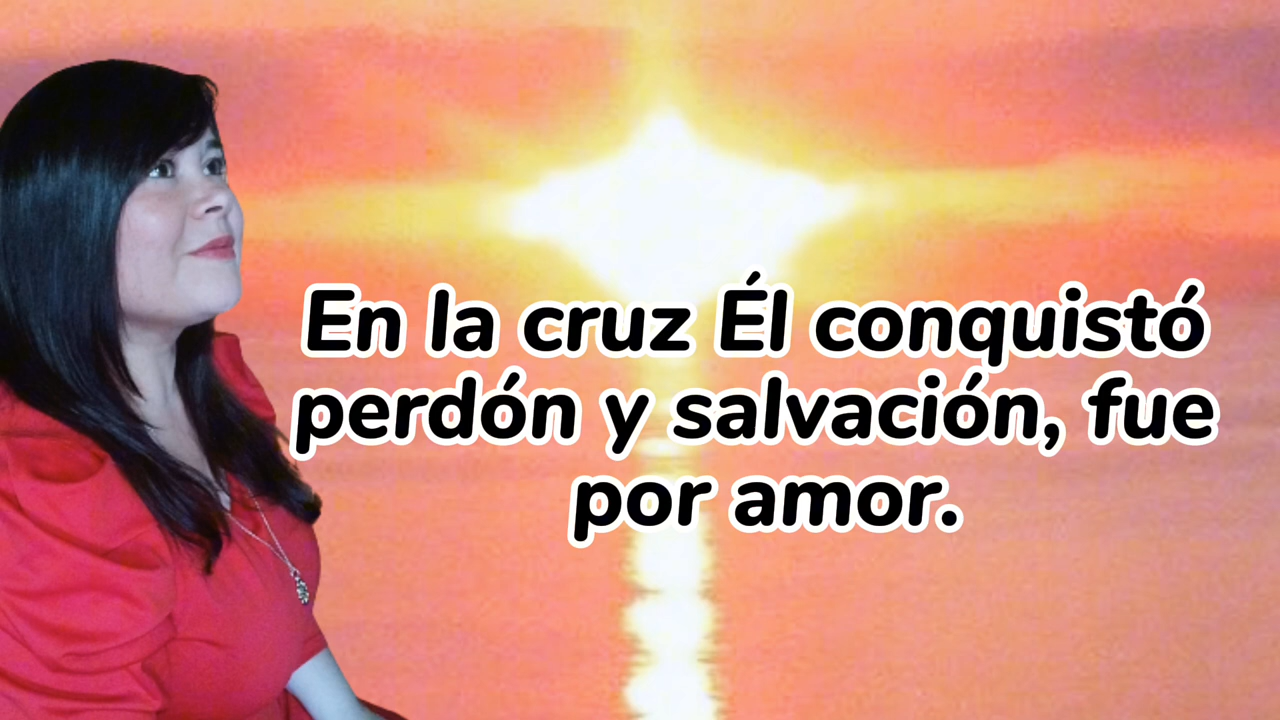 En la cruz Él conquistó
perdón y salvación, fue
por amor.